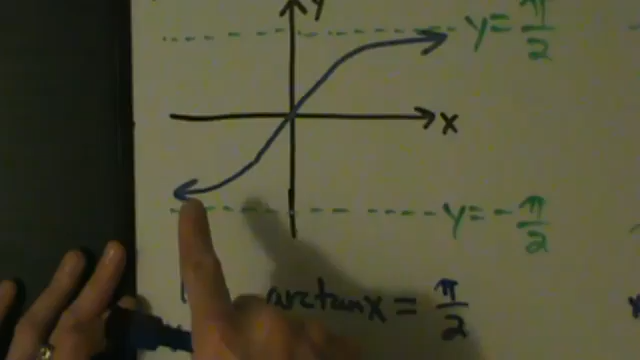 y
y = π/2
x
y = -π/2
arctan x = π/2